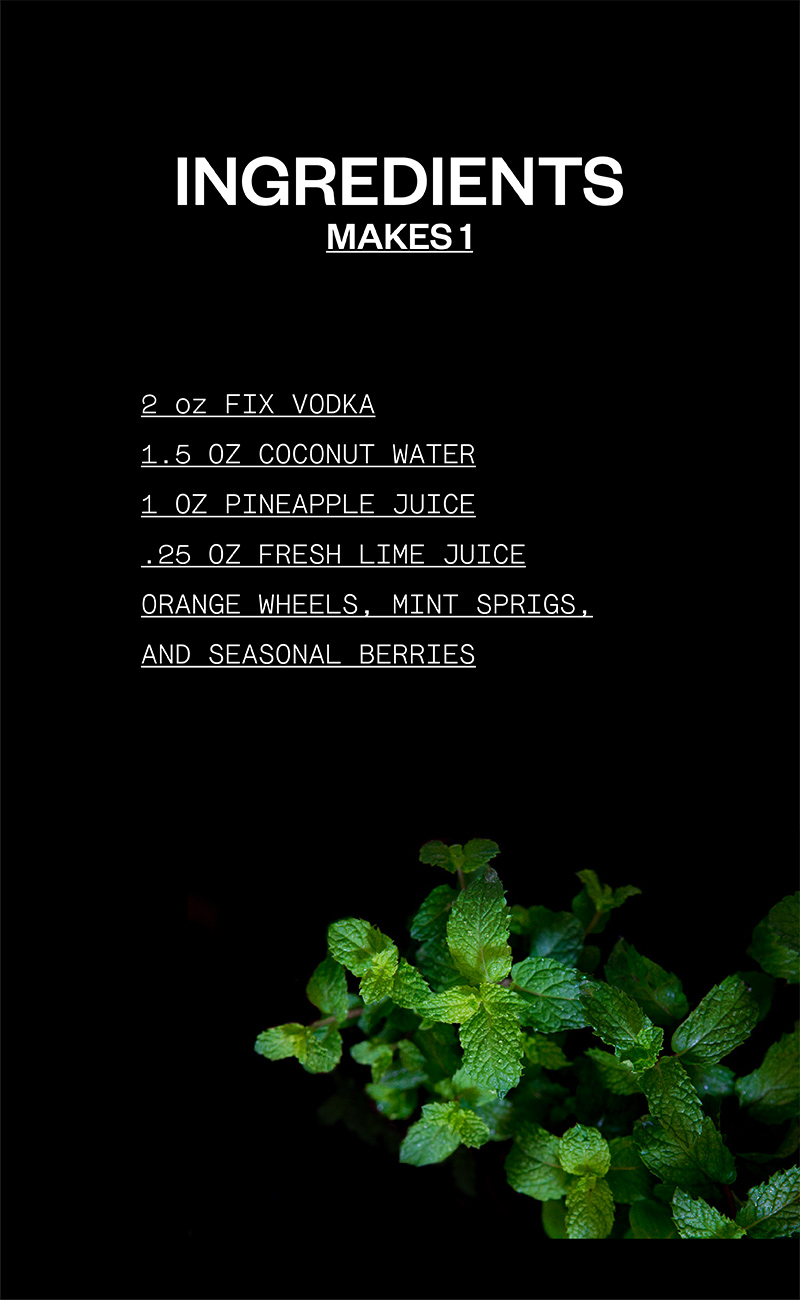 INGREDIENTS
MAKES 1
2 oz FIX VODKA
1.5 OZ COCONUT WATER
1 OZ PINEAPPLE JUICE
.25 OZ FRESH LIME JUICE
ORANGE WHEELS, MINT SPRIGS,
AND SEASONAL BERRIES